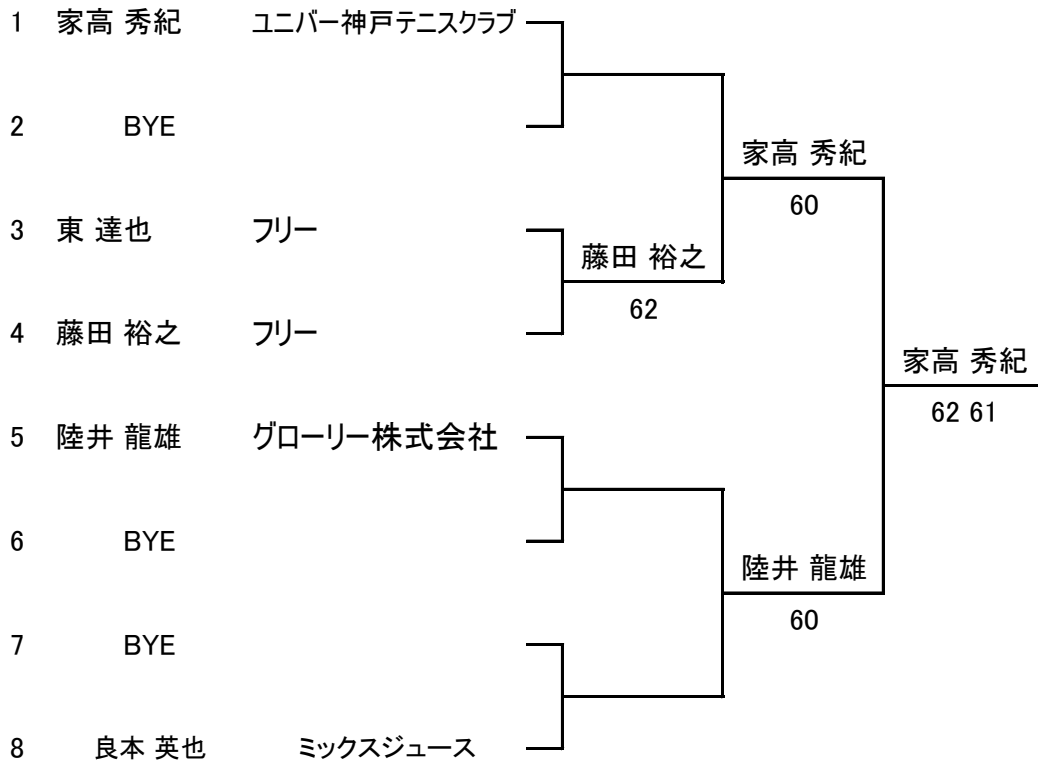 1 家高 秀紀 ユニバー神戸テニスクラブ
2 BYE
家高 秀紀
60
3 東 達也 フリー
藤田 裕之
62
4 藤田 裕之 フリー
家高 秀紀
62 61
5 陸井 龍雄 グローリー株式会社
6 BYE
陸井 龍雄
60
7 BYE
8 良本 英也 ミックスジュース